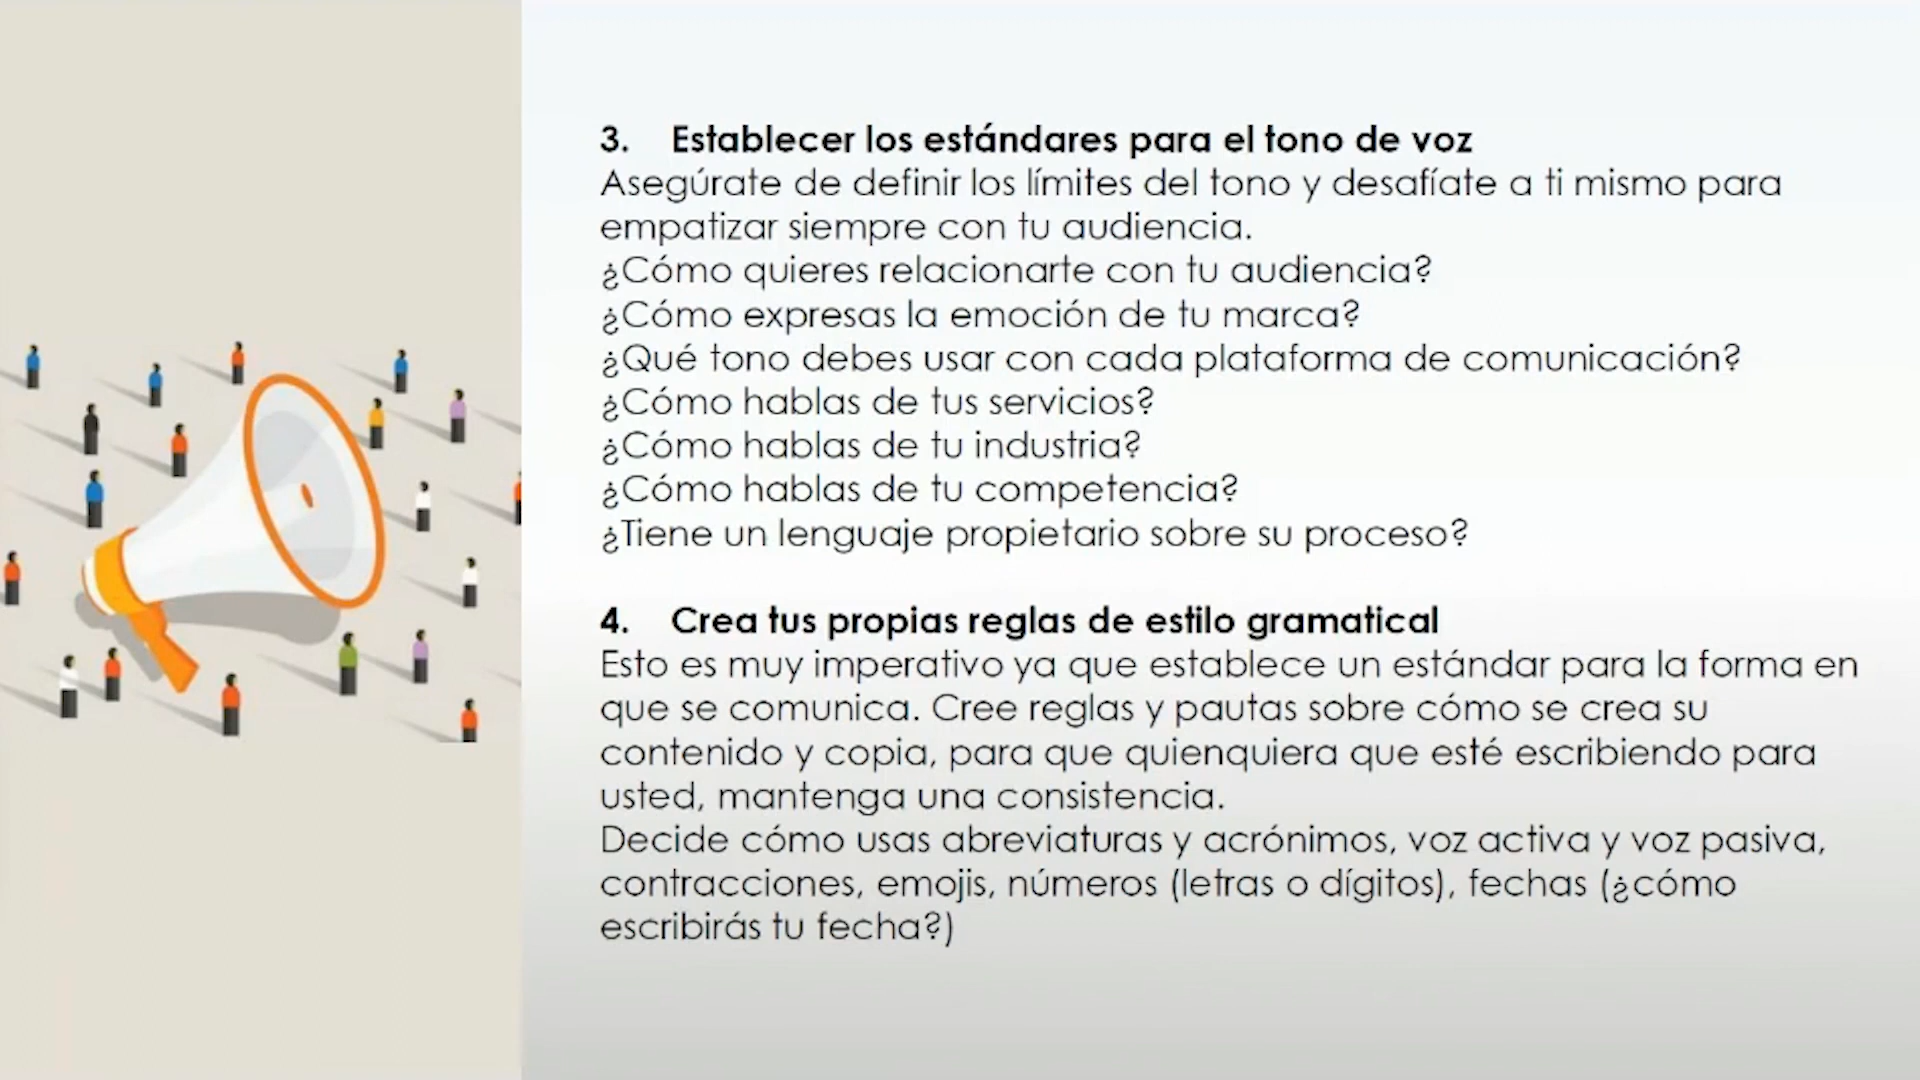 3. Establecer los estándares para el tono de voz
Asegúrate de definir los límites del tono y desafíate a ti mismo para
empatizar siempre con tu audiencia.
¿Cómo quieres relacionarte con tu audiencia?
¿Cómo expresas la emoción de tu marca?
¿Qué tono debes usar con cada plataforma de comunicación?
¿Cómo hablas de tus servicios?
¿Cómo hablas de tu industria?
¿Cómo hablas de tu competencia?
¿Tiene un lenguaje propietario sobre su proceso?
4. Crea tus propias reglas de estilo gramatical
Esto es muy imperativo ya que establece un estándar para la forma en
que se comunica. Cree reglas y pautas sobre cómo se crea su
contenido y copia, para que quienquiera que esté escribiendo para
usted, mantenga una consistencia.
Decide cómo usas abreviaturas y acrónimos, voz activa y voz pasiva,
contracciones, emojis, números (letras o dígitos), fechas (¿cómo
escribirás tu fecha?)